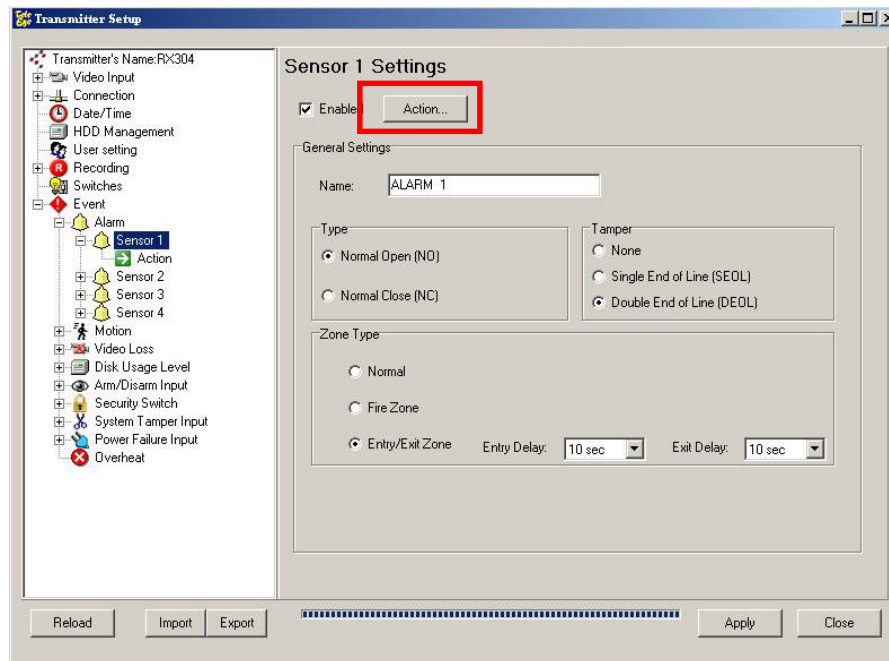 Transmitter Setup
Transmitter's Name:RX304
Video Input
Connection
Date/Time
HDD Management
User setting
Recording
Switches
Event
Alarm
Sensor 1
Action
Sensor 2
Sensor 3
Sensor 4
Motion
Video Loss
Disk Usage Level
Arm/Disarm Input
Security Switch
System Tamper Input
Power Failure Input
Overheat
Sensor 1 Settings
Enabled Action...
General Settings
Name: ALARM 1
Type
Normal Open (NO)
Normal Close (NC)
Tamper
None
Single End of Line (SEOL)
Double End of Line (DEOL)
Zone Type
Normal
Fire Zone
Entry/Exit Zone Entry Delay: 10 sec Exit Delay: 10 sec
Reload Import Export Apply Close